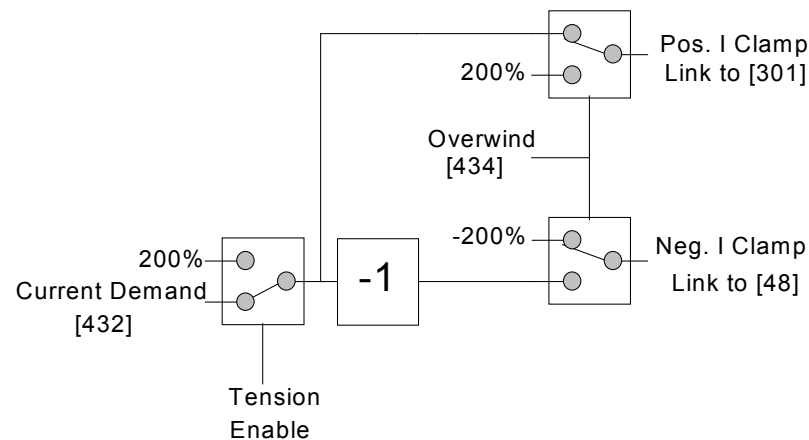 Pos. I Clamp
Link to [301]
200%
Overwind
[434]
-200%
Neg. I Clamp
Link to [48]
200%
Current Demand
[432]
-1
Tension
Enable